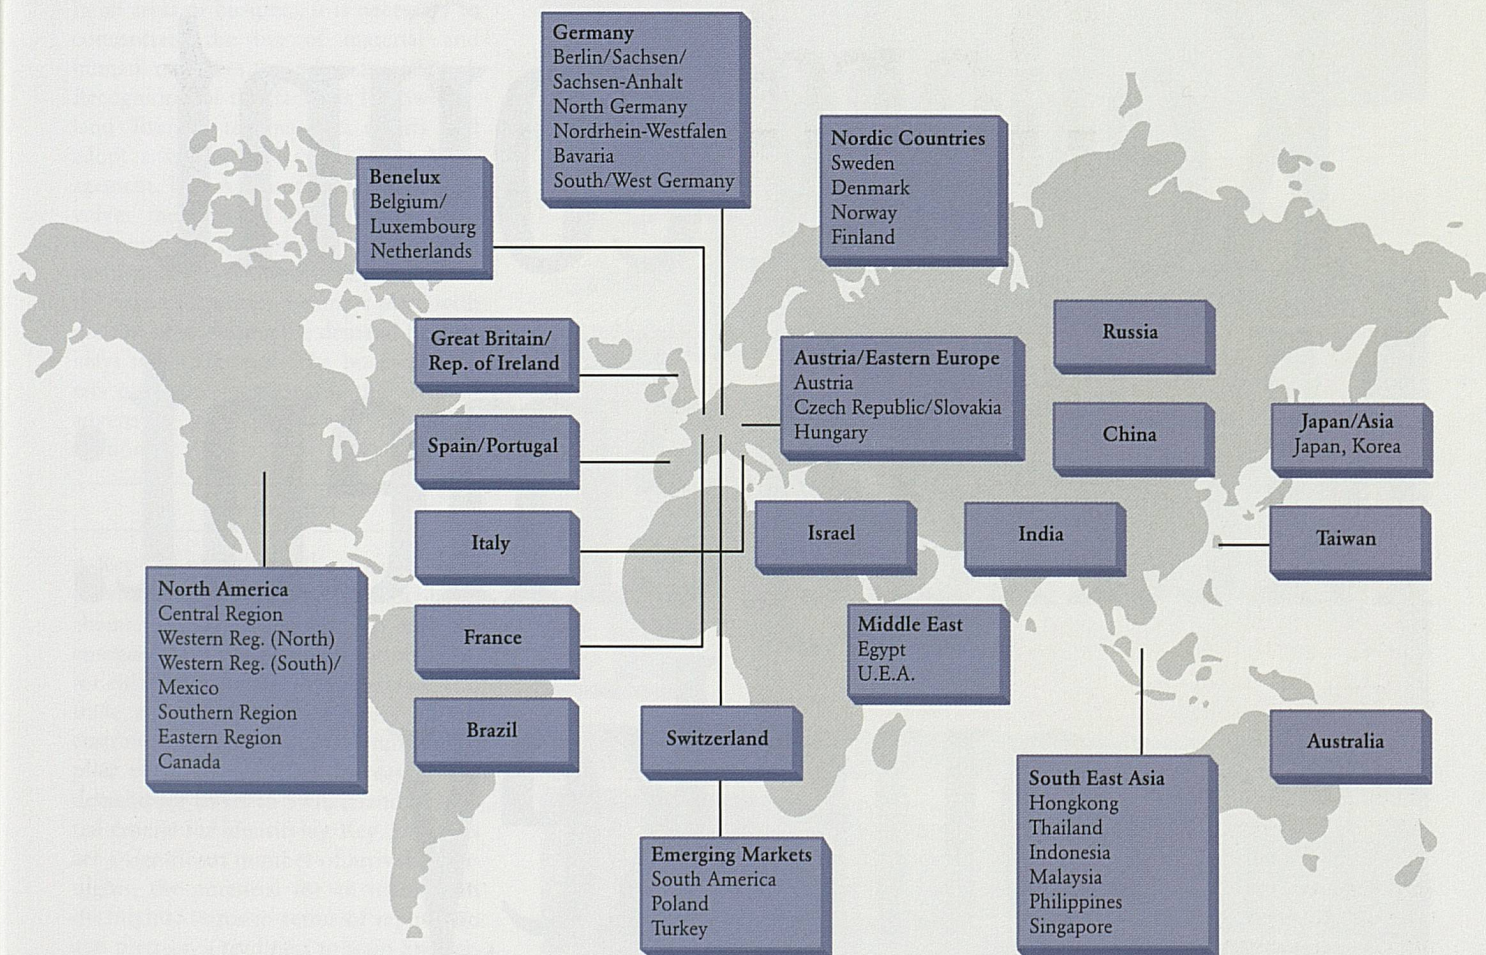 Germany
Berlin/Sachsen/
Sachsen-Anhalt
North Germany
Nordrhein-Westfalen
Bavaria
South/West Germany
Nordic Countries
Sweden
Denmark
Norway
Finland
Benelux
Belgium/
Luxembourg
Netherlands
Great Britain/
Rep. of Ireland
Austria/Eastern Europe
Austria
Czech Republic/Slovakia
Hungary
Russia
Spain/Portugal
China
Japan/Asia
Japan, Korea
Italy
Israel
India
Taiwan
North America
Central Region
Western Reg. (North)
Western Reg. (South)/
Mexico
Southern Region
Eastern Region
Canada
France
Middle East
Egypt
U.E.A.
Brazil
Switzerland
Australia
South East Asia
Hongkong
Thailand
Indonesia
Malaysia
Philippines
Singapore
Emerging Markets
South America
Poland
Turkey